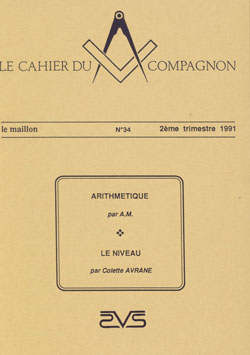 LE CAHIER DU COMPAGNON
le maillon N°34 2ème trimestre 1991
ARITHMETIQUE
par A.M.
LE NIVEAU
par Colette AVRANE